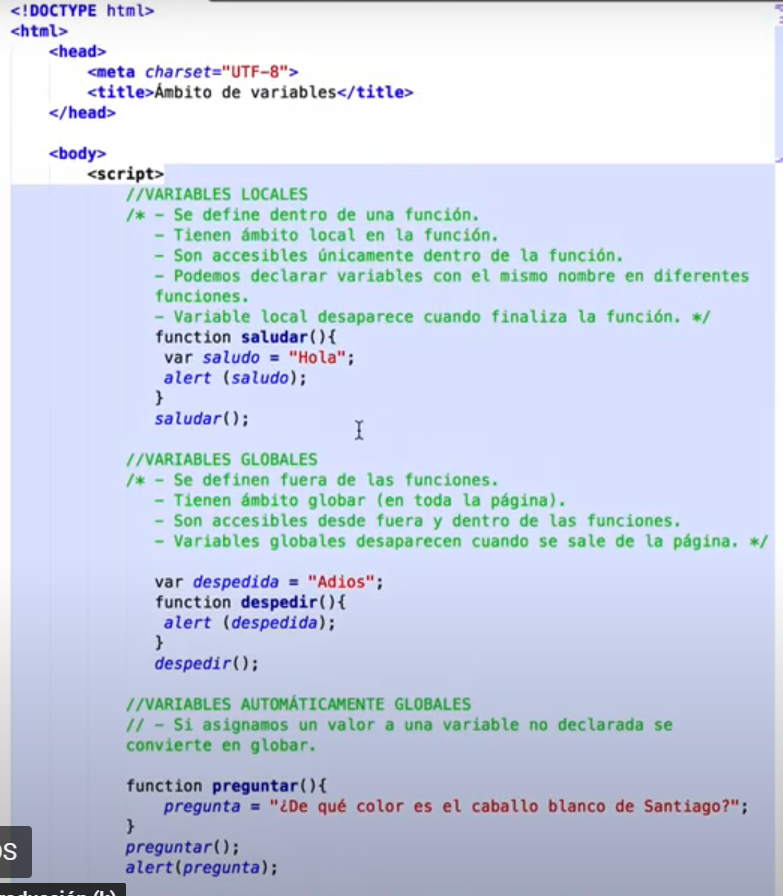 <!DOCTYPE html>
<html>
<head>
<meta charset="UTF-8">
<title>Ámbito de variables</title>
</head>
<body>
<script>
//VARIABLES LOCALES
/* - Se define dentro de una función.
- Tienen ámbito local en la función.
- Son accesibles únicamente dentro de la función.
- Podemos declarar variables con el mismo nombre en diferentes
funciones.
- Variable local desaparece cuando finaliza la función. */
function saludar(){
var saludo = "Hola";
alert (saludo);
}
saludar();
//VARIABLES GLOBALES
/* - Se definen fuera de las funciones.
- Tienen ámbito globar (en toda la página).
- Son accesibles desde fuera y dentro de las funciones.
- Variables globales desaparecen cuando se sale de la página. */
var despedida = "Adios";
function despedir(){
alert (despedida);
}
despedir();
//VARIABLES AUTOMÁTICAMENTE GLOBALES
// - Si asignamos un valor a una variable no declarada se
convierte en globar.
function preguntar(){
pregunta = "¿De qué color es el caballo blanco de Santiago?";
}
preguntar();
alert(pregunta);